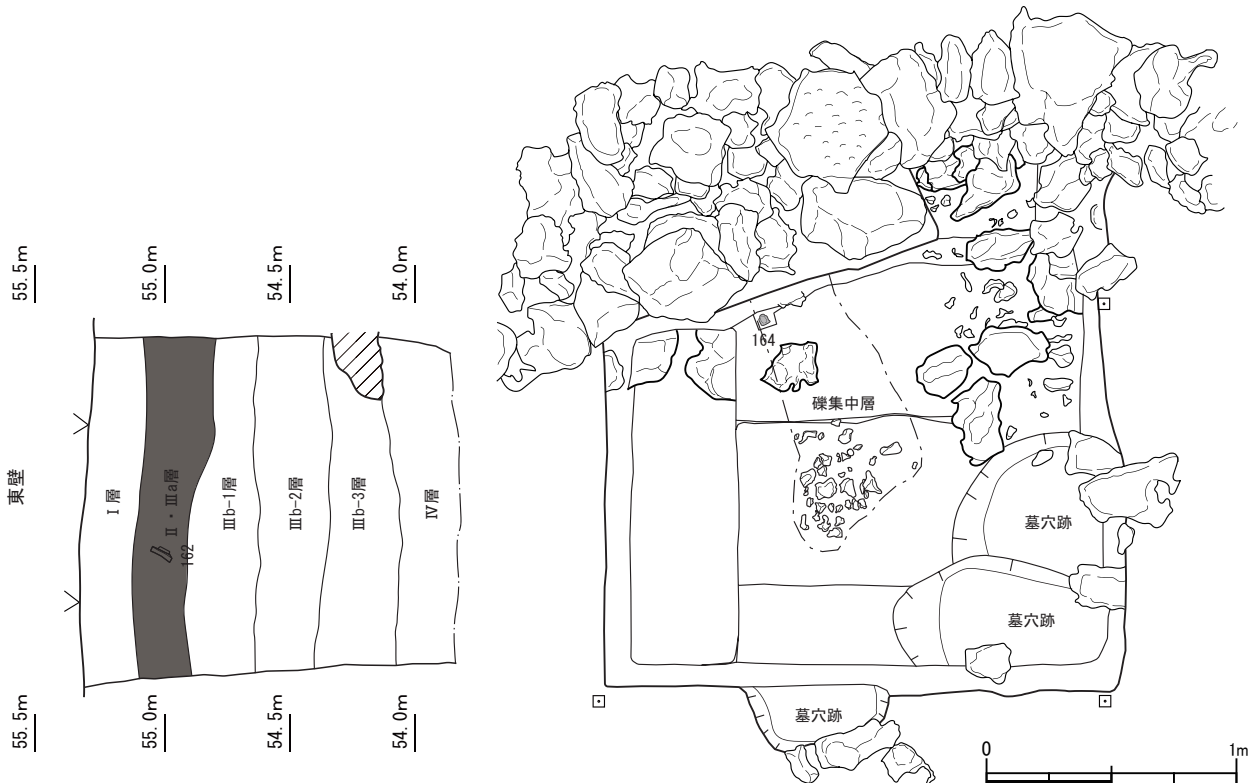 55.5m
55.0m
54.5m
54.0m
東壁
Ⅰ層
Ⅱ・Ⅲa層
162
Ⅲb-1層
Ⅲb-2層
Ⅲb-3層
Ⅳ層
55.5m
55.0m
54.5m
54.0m
164
礫集中層
墓穴跡
墓穴跡
墓穴跡
0
1m